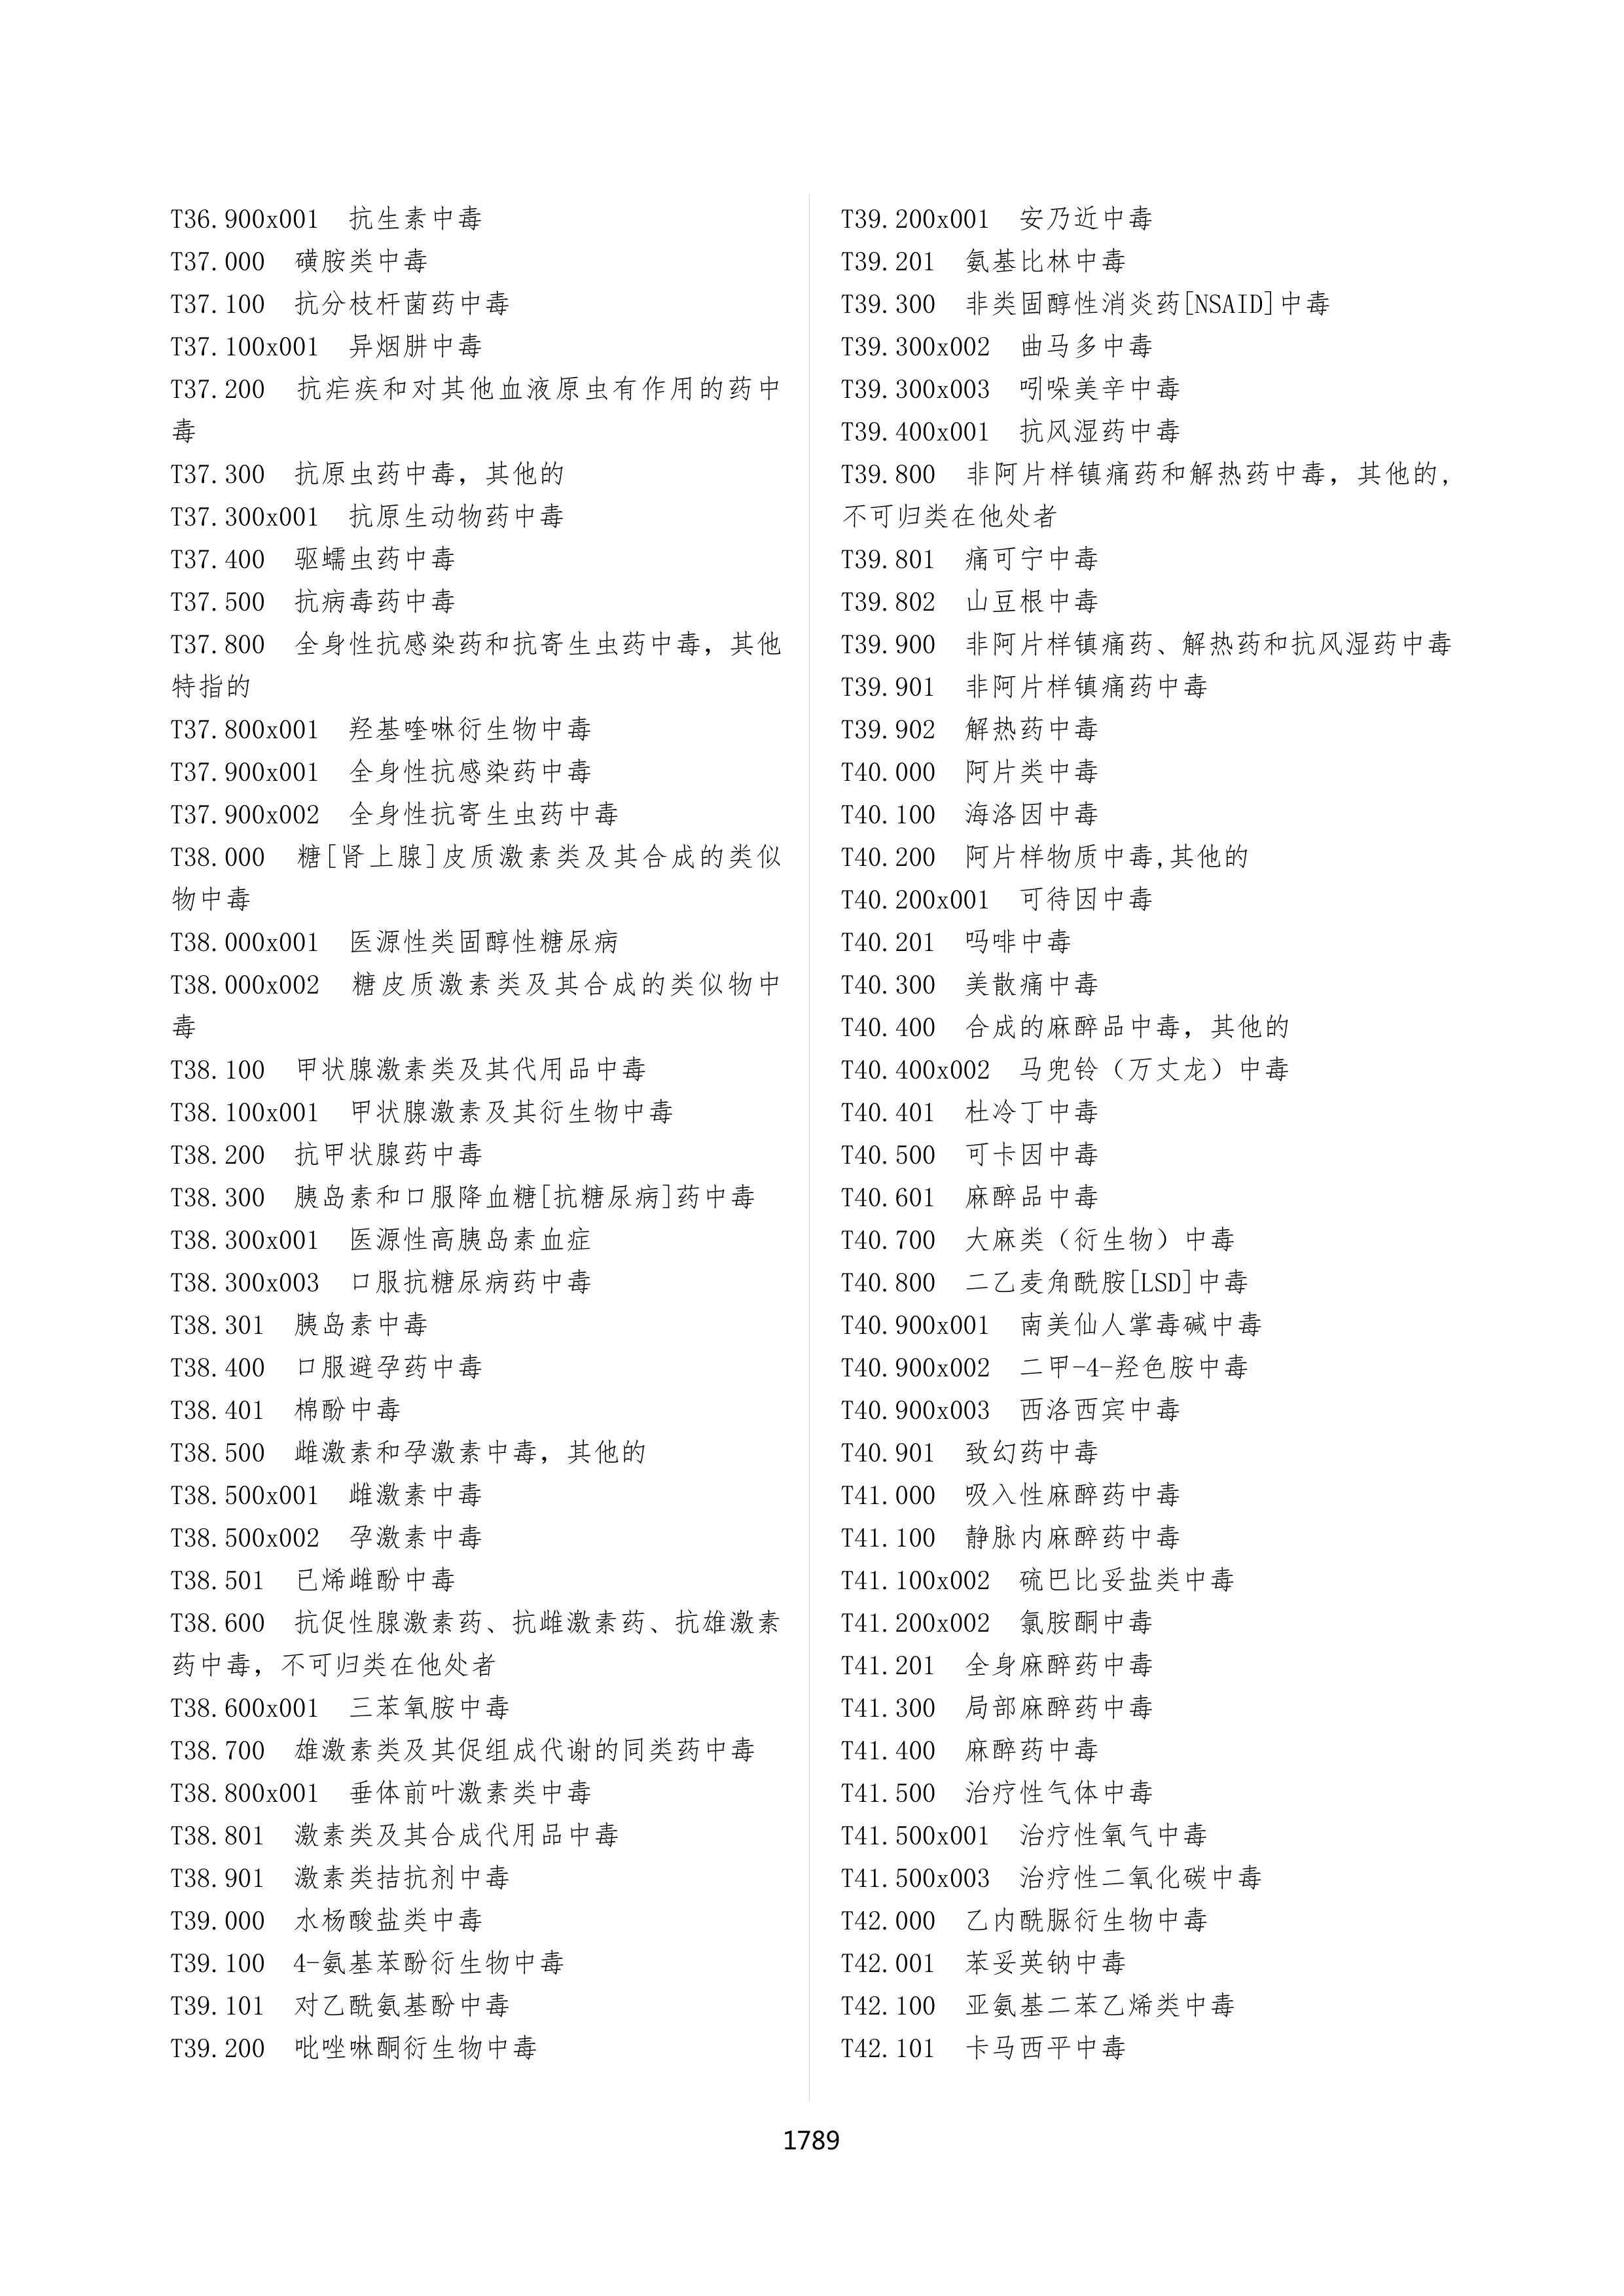 T36.900x001　抗生素中毒
T37.000　磺胺类中毒
T37.100　抗分枝杆菌药中毒
T37.100x001　异烟肼中毒
T37.200　抗疟疾和对其他血液原虫有作用的药中
毒
T37.300　抗原虫药中毒，其他的
T37.300x001　抗原生动物药中毒
T37.400　驱蠕虫药中毒
T37.500　抗病毒药中毒
T37.800　全身性抗感染药和抗寄生虫药中毒，其他
特指的
T37.800x001　羟基喹啉衍生物中毒
T37.900x001　全身性抗感染药中毒
T37.900x002　全身性抗寄生虫药中毒
T38.000　糖[肾上腺]皮质激素类及其合成的类似
物中毒
T38.000x001　医源性类固醇性糖尿病
T38.000x002　糖皮质激素类及其合成的类似物中
毒
T38.100　甲状腺激素类及其代用品中毒
T38.100x001　甲状腺激素及其衍生物中毒
T38.200　抗甲状腺药中毒
T38.300　胰岛素和口服降血糖[抗糖尿病]药中毒
T38.300x001　医源性高胰岛素血症
T38.300x003　口服抗糖尿病药中毒
T38.301　胰岛素中毒
T38.400　口服避孕药中毒
T38.401　棉酚中毒
T38.500　雌激素和孕激素中毒，其他的
T38.500x001　雌激素中毒
T38.500x002　孕激素中毒
T38.501　已烯雌酚中毒
T38.600　抗促性腺激素药、抗雌激素药、抗雄激素
药中毒，不可归类在他处者
T38.600x001　三苯氧胺中毒
T38.700　雄激素类及其促组成代谢的同类药中毒
T38.800x001　垂体前叶激素类中毒
T38.801　激素类及其合成代用品中毒
T38.901　激素类拮抗剂中毒
T39.000　水杨酸盐类中毒
T39.100　4-氨基苯酚衍生物中毒
T39.101　对乙酰氨基酚中毒
T39.200　吡唑啉酮衍生物中毒
T39.200x001　安乃近中毒
T39.201　氨基比林中毒
T39.300　非类固醇性消炎药[NSAID]中毒
T39.300x002　曲马多中毒
T39.300x003　吲哚美辛中毒
T39.400x001　抗风湿药中毒
T39.800　非阿片样镇痛药和解热药中毒，其他的，
不可归类在他处者
T39.801　痛可宁中毒
T39.802　山豆根中毒
T39.900　非阿片样镇痛药、解热药和抗风湿药中毒
T39.901　非阿片样镇痛药中毒
T39.902　解热药中毒
T40.000　阿片类中毒
T40.100　海洛因中毒
T40.200　阿片样物质中毒,其他的
T40.200x001　可待因中毒
T40.201　吗啡中毒
T40.300　美散痛中毒
T40.400　合成的麻醉品中毒，其他的
T40.400x002　马兜铃（万丈龙）中毒
T40.401　杜冷丁中毒
T40.500　可卡因中毒
T40.601　麻醉品中毒
T40.700　大麻类（衍生物）中毒
T40.800　二乙麦角酰胺[LSD]中毒
T40.900x001　南美仙人掌毒碱中毒
T40.900x002　二甲-4-羟色胺中毒
T40.900x003　西洛西宾中毒
T40.901　致幻药中毒
T41.000　吸入性麻醉药中毒
T41.100　静脉内麻醉药中毒
T41.100x002　硫巴比妥盐类中毒
T41.200x002　氯胺酮中毒
T41.201　全身麻醉药中毒
T41.300　局部麻醉药中毒
T41.400　麻醉药中毒
T41.500　治疗性气体中毒
T41.500x001　治疗性氧气中毒
T41.500x003　治疗性二氧化碳中毒
T42.000　乙内酰脲衍生物中毒
T42.001　苯妥英钠中毒
T42.100　亚氨基二苯乙烯类中毒
T42.101　卡马西平中毒
1789